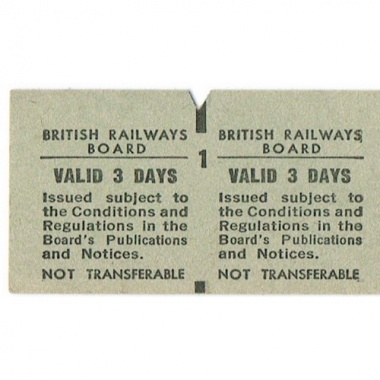 BRITISH RAILWAYS
BOARD
VALID 3 DAYS
Issued subject to
the Conditions and
Regulations in the
Board's Publications
and Notices.
NOT TRANSFERABLE
1
BRITISH RAILWAYS
BOARD
VALID 3 DAYS
Issued subject to
the Conditions and
Regulations in the
Board's Publications
and Notices.
NOT TRANSFERABLE